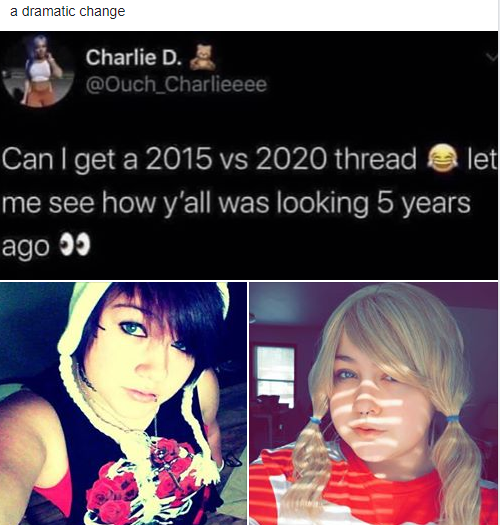 a dramatic change
Charlie D. 🧸
@Ouch_Charlieeee
Can I get a 2015 vs 2020 thread 😂 let
me see how y'all was looking 5 years
ago 👀